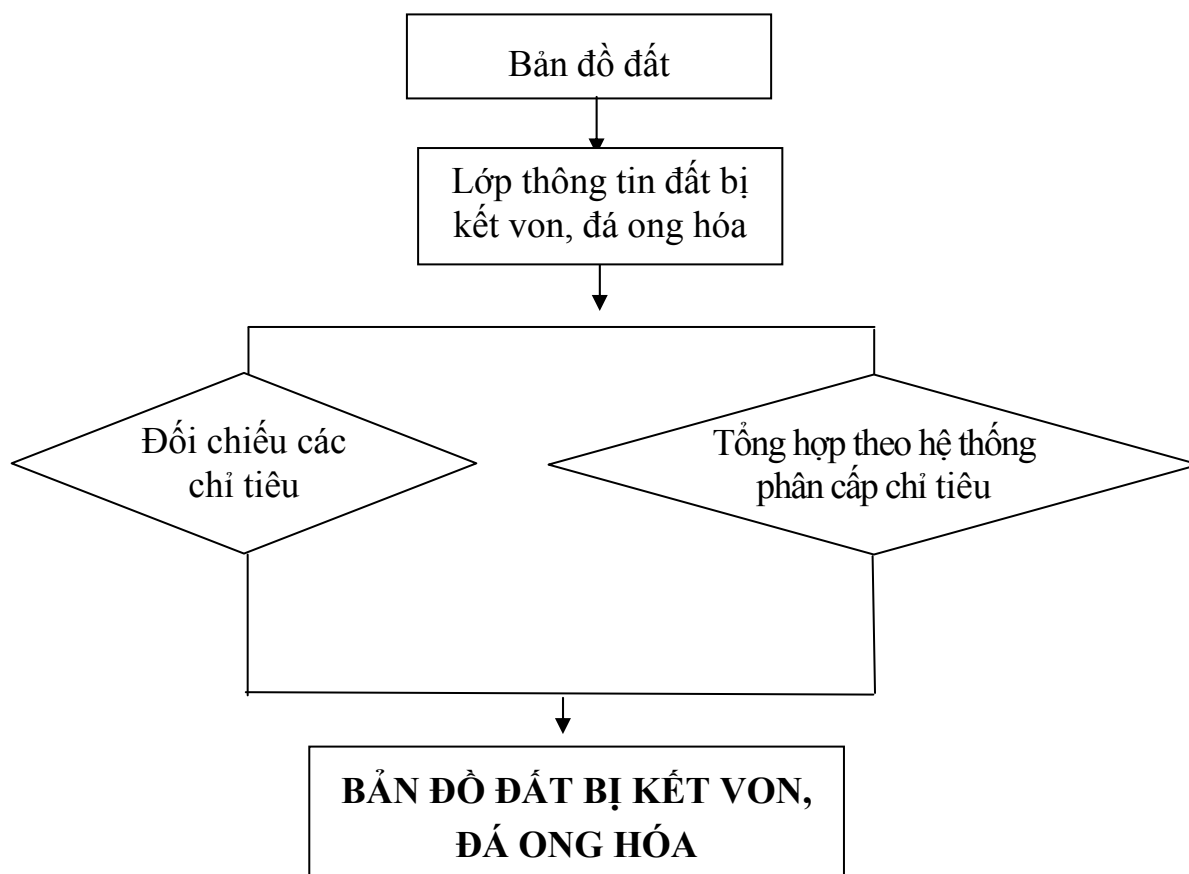 Bản đồ đất
Lớp thông tin đất bị
kết von, đá ong hóa
Đối chiếu các
chỉ tiêu
Tổng hợp theo hệ thống
phân cấp chỉ tiêu
BẢN ĐỒ ĐẤT BỊ KẾT VON,
ĐÁ ONG HÓA